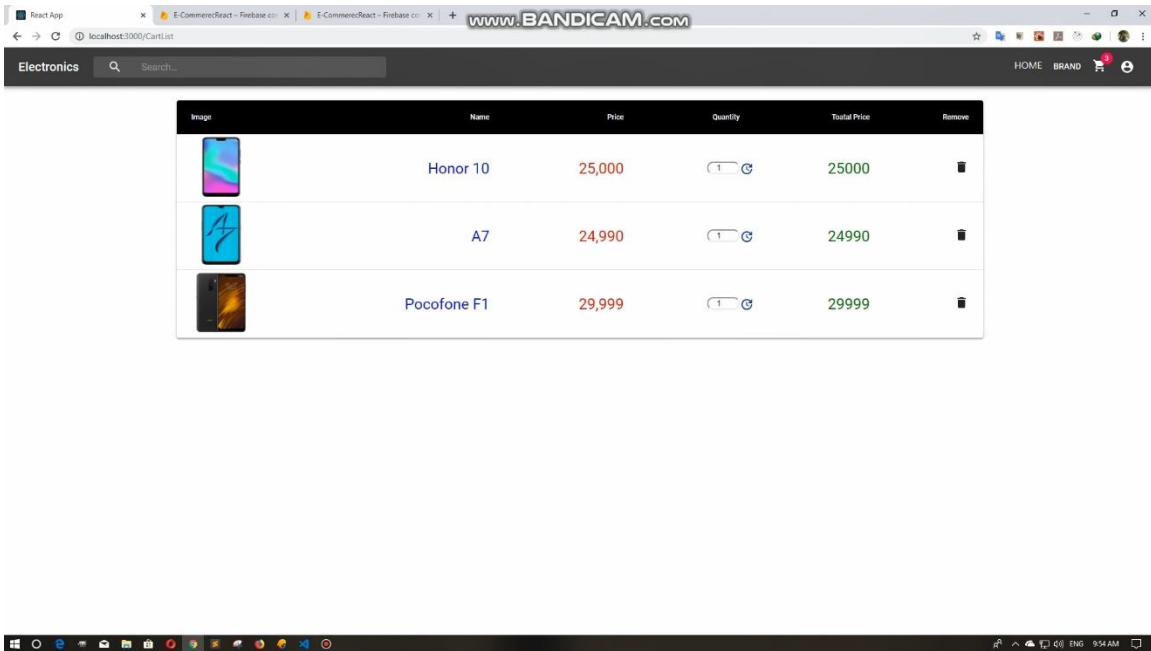 React App
E-CommerecReact – Firebase con
E-CommerecReact – Firebase con
www.BANDICAM.com
localhost:3000/CartList
Electronics
Search...
HOME
BRAND
3
Image Name Price Quantity Toatal Price Remove
Honor 10 25,000 1 25000
A7 24,990 1 24990
Pocofone F1 29,999 1 29999
ENG 9:54 AM